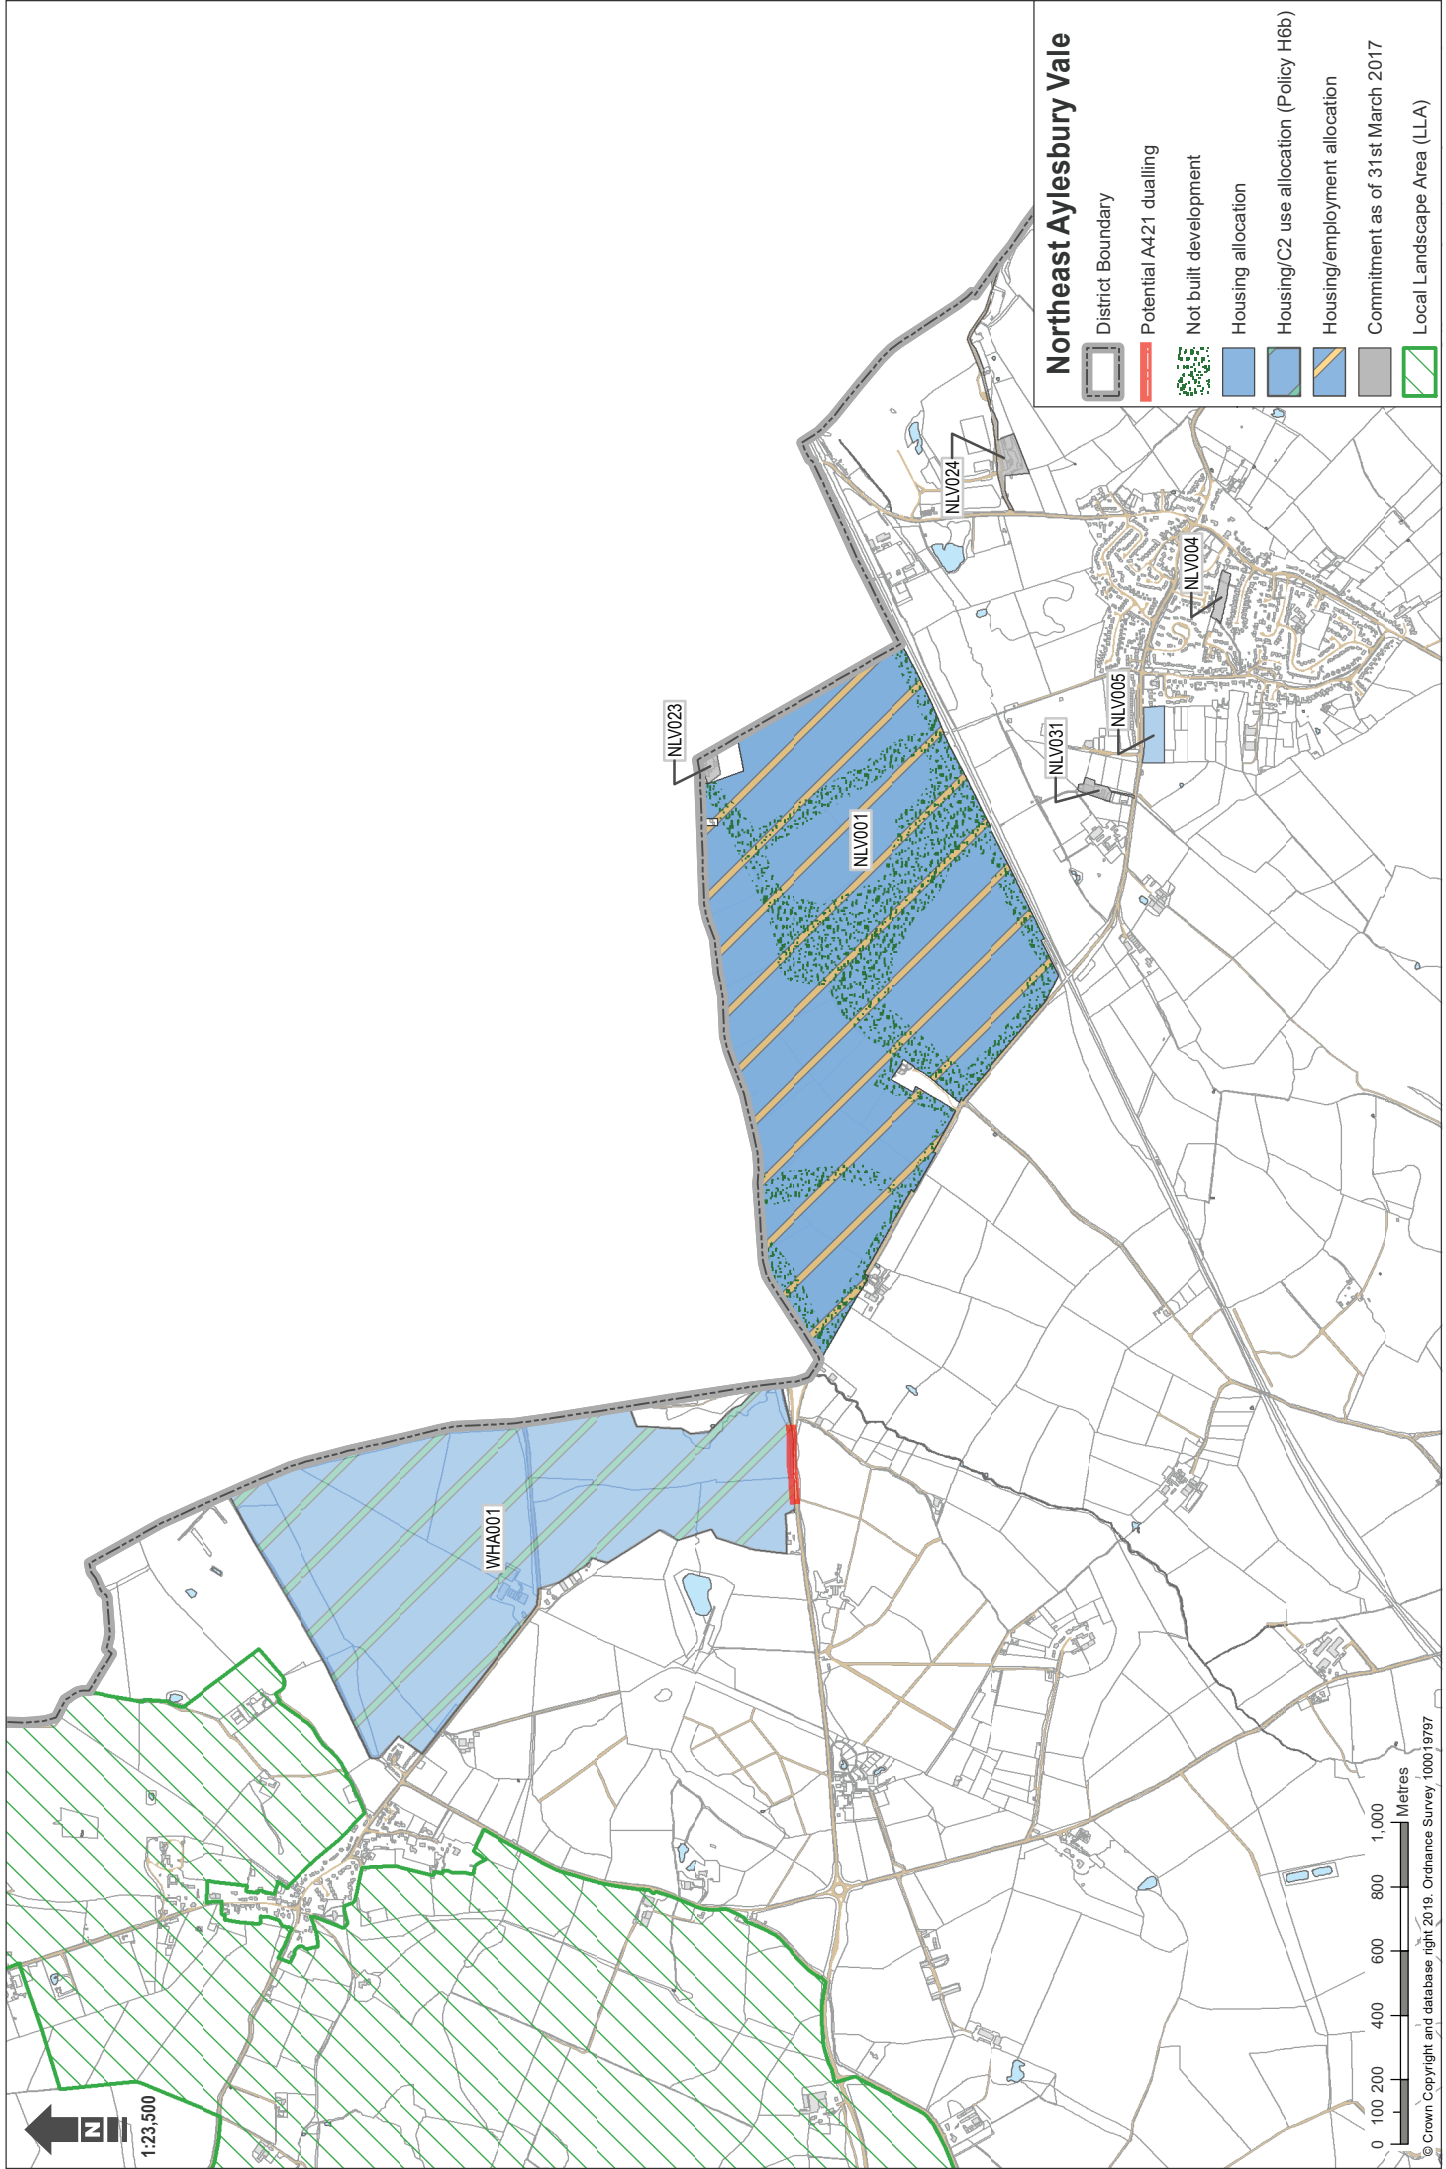 Northeast Aylesbury Vale
District Boundary
Potential A421 dualling
Not built development
Housing allocation
Housing/C2 use allocation (Policy H6b)
Housing/employment allocation
Commitment as of 31st March 2017
Local Landscape Area (LLA)
N
1:23,500
WHA001
NLV023
NLV001
NLV024
NLV004
NLV005
NLV031
0 100 200 400 600 800 1,000
Metres
© Crown Copyright and database right 2019. Ordnance Survey 100019797